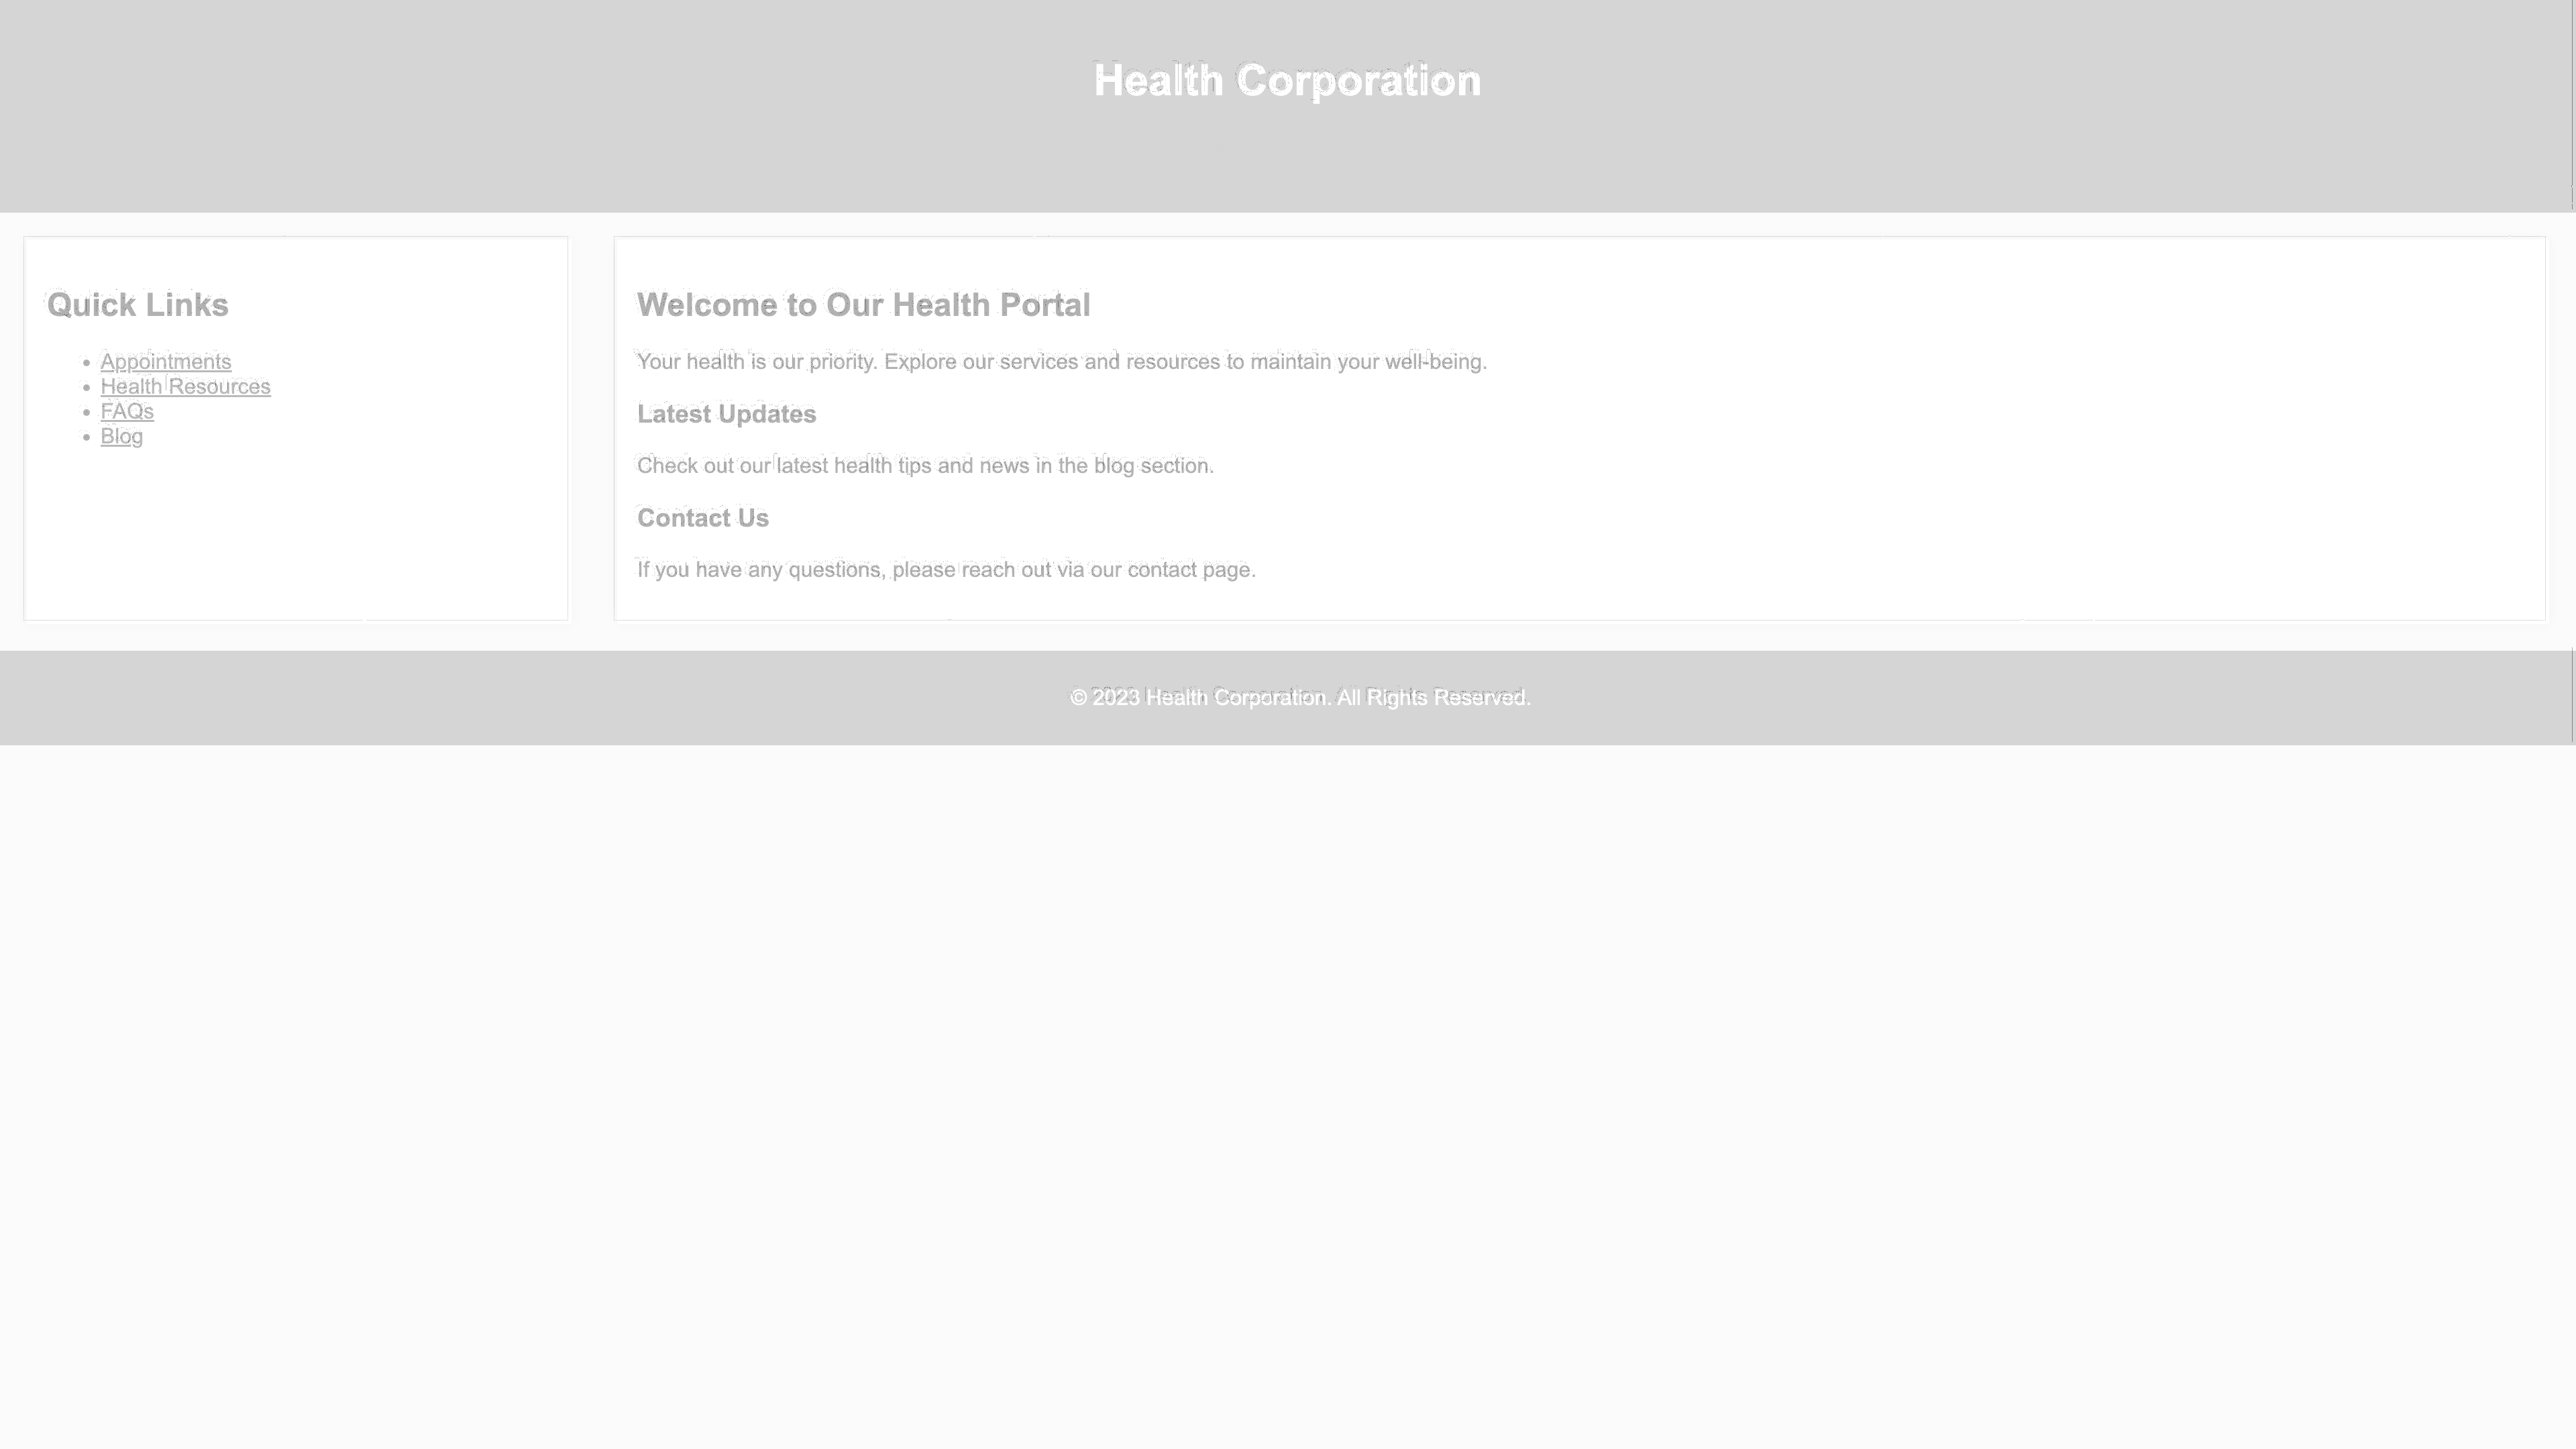 Health Corporation
Quick Links
Appointments
Health Resources
FAQs
Blog
Welcome to Our Health Portal
Your health is our priority. Explore our services and resources to maintain your well-being.
Latest Updates
Check out our latest health tips and news in the blog section.
Contact Us
If you have any questions, please reach out via our contact page.
© 2023 Health Corporation. All Rights Reserved.